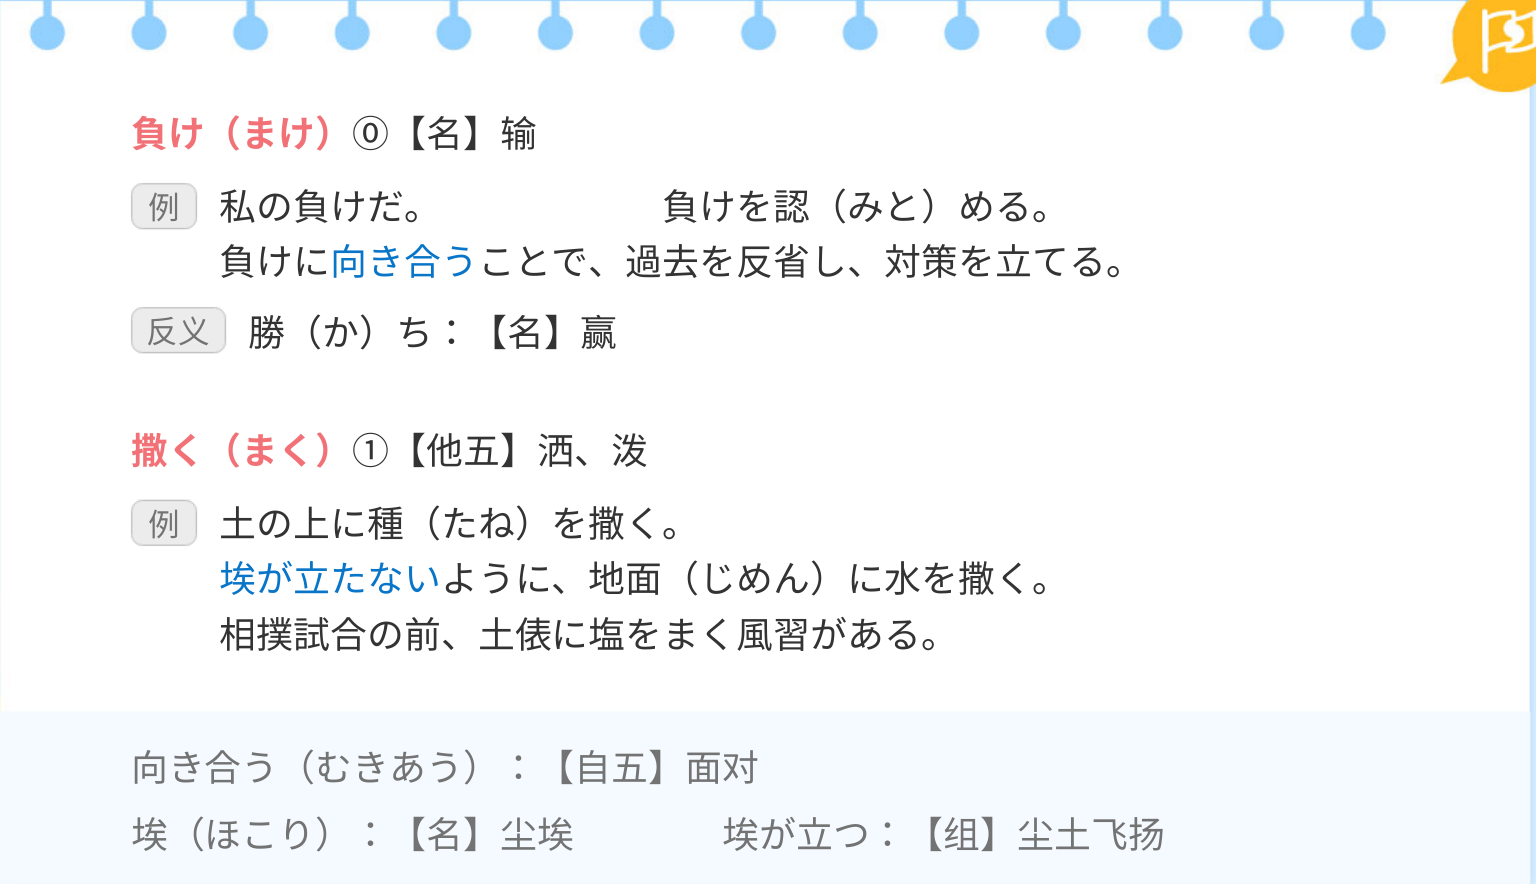 負け（まけ）⓪【名】输
例 私の負けだ。 負けを認（みと）める。
負けに向き合うことで、過去を反省し、対策を立てる。
反义 勝（か）ち：【名】赢
撒く（まく）①【他五】洒、泼
例 土の上に種（たね）を撒く。
埃が立たないように、地面（じめん）に水を撒く。
相撲試合の前、土俵に塩をまく風習がある。
向き合う（むきあう）：【自五】面对
埃（ほこり）：【名】尘埃 埃が立つ：【组】尘土飞扬